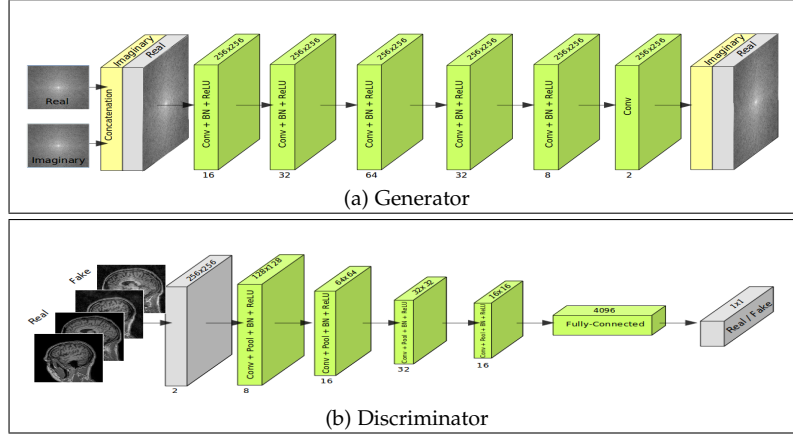 Real
Imaginary
Concatenation
Imaginary
Real
Conv + BN + ReLU
256x256
16
Conv + BN + ReLU
256x256
32
Conv + BN + ReLU
256x256
64
Conv + BN + ReLU
256x256
32
Conv + BN + ReLU
256x256
8
Conv
256x256
2
Imaginary
Real
(a) Generator
Real
Fake
256x256
2
Conv + Pool + BN + ReLU
128x128
8
Conv + Pool + BN + ReLU
64x64
16
Conv + Pool + BN + ReLU
32x32
32
Conv + Pool + BN + ReLU
16x16
16
4096
Fully-Connected
1x1
Real / Fake
(b) Discriminator